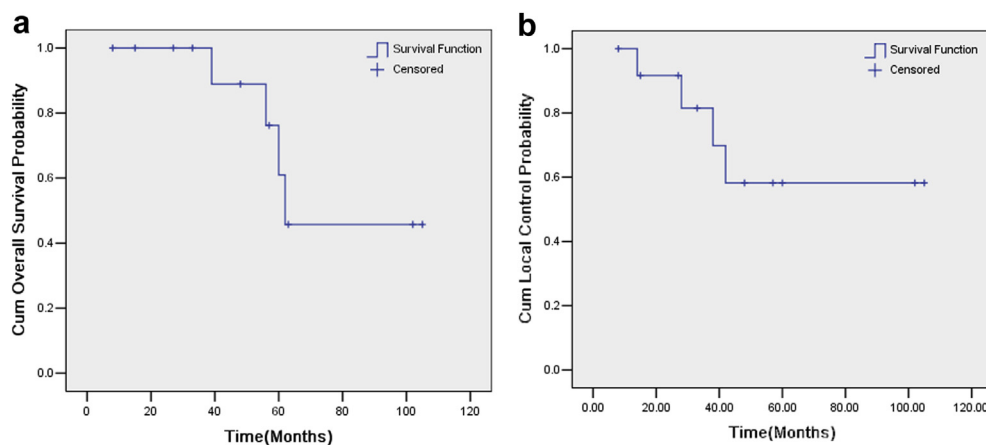 a
Cum Overall Survival Probability
1.0
0.8
0.6
0.4
0.2
0.0
0
20
40
60
80
100
120
Time(Months)
Survival Function
Censored
b
Cum Local Control Probability
1.0
0.8
0.6
0.4
0.2
0.0
0.00
20.00
40.00
60.00
80.00
100.00
120.00
Time(Months)
Survival Function
Censored